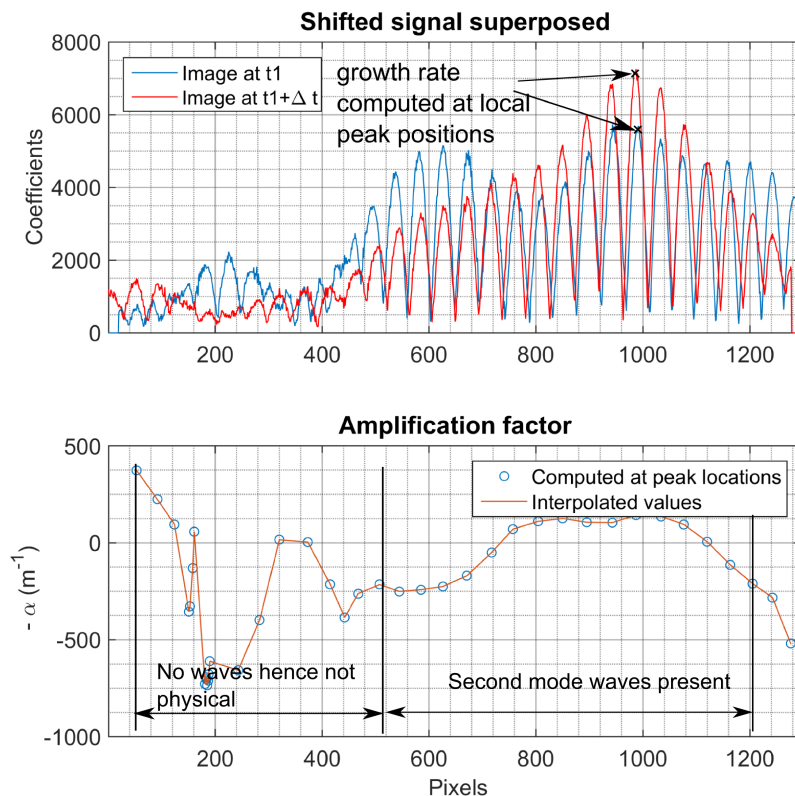 Shifted signal superposed
8000
6000
4000
2000
0
Coefficients
Image at t1
Image at t1+Δ t
growth rate
computed at local
peak positions
200
400
600
800
1000
1200
Amplification factor
500
0
-500
-1000
- α (m⁻¹)
Computed at peak locations
Interpolated values
No waves hence not
physical
Second mode waves present
200
400
600
800
1000
1200
Pixels